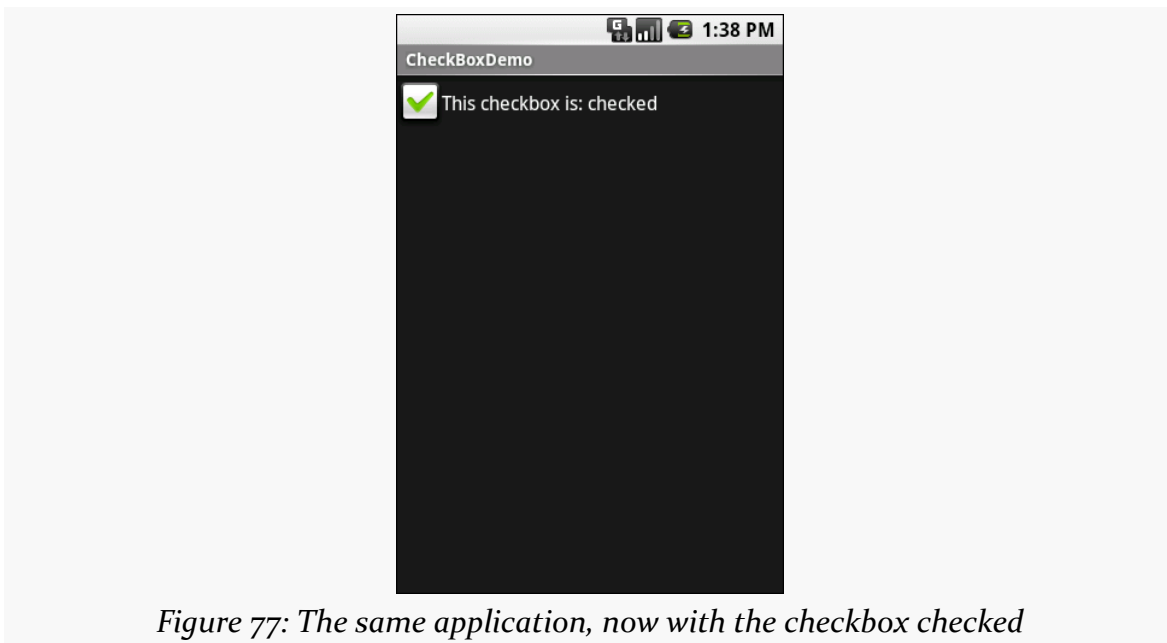 1:38 PM
CheckBoxDemo
This checkbox is: checked
Figure 77: The same application, now with the checkbox checked